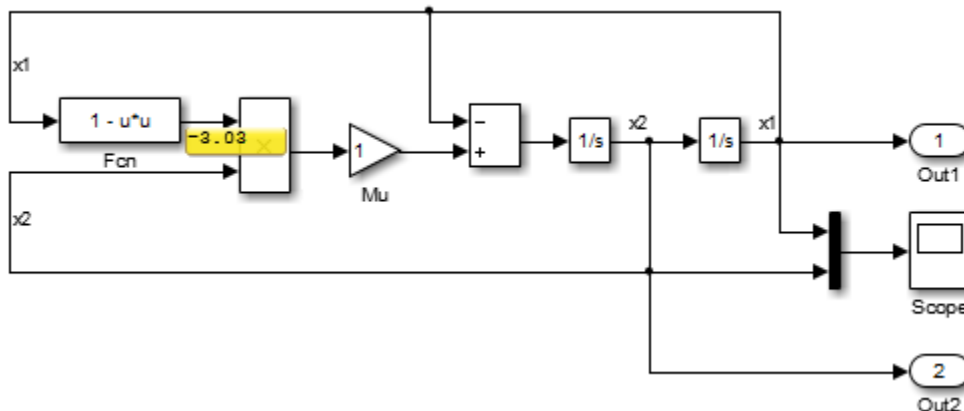 x1
1 - u*u
Fcn
-3.03
×
1
Mu
−
+
1/s
x2
1/s
x1
1
Out1
x2
Scope
2
Out2